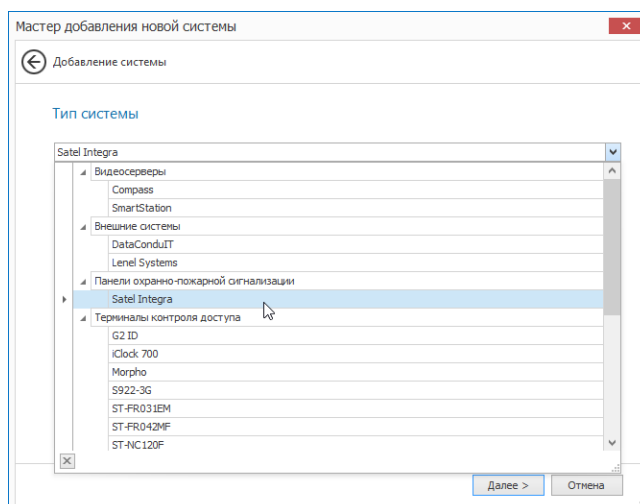 Мастер добавления новой системы
Добавление системы
Тип системы
Satel Integra
Видеосерверы
Compass
SmartStation
Внешние системы
DataConduIT
Lenel Systems
Панели охранно-пожарной сигнализации
Satel Integra
Терминалы контроля доступа
G2 ID
iClock 700
Morpho
S922-3G
ST-FR031EM
ST-FR042MF
ST-NC120F
Далее >
Отмена